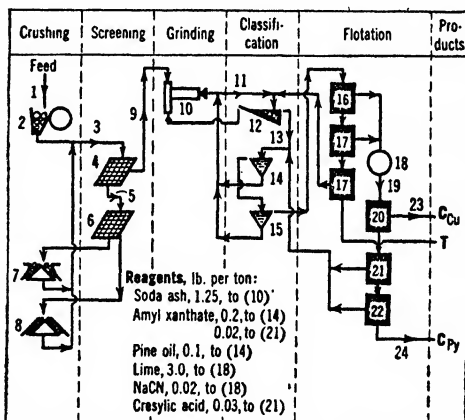 Crushing
Screening
Grinding
Classifi-
cation
Flotation
Pro-
ducts
Feed
1
2
3
4
5
6
7
8
9
10
11
12
13
14
15
16
17
17
18
19
20
21
22
23
24
C Cu
T
C Py
Reagents, lb. per ton:
Soda ash, 1.25, to (10)
Amyl xanthate, 0.2, to (14)
0.02, to (21)
Pine oil, 0.1, to (14)
Lime, 3.0, to (18)
NaCN, 0.02, to (18)
Cresylic acid, 0.03, to (21)